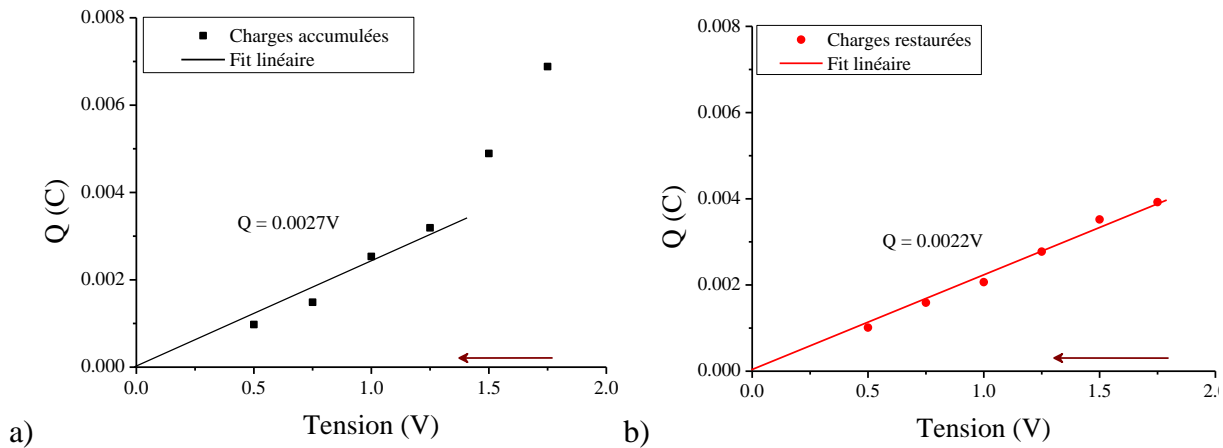 0.008
0.006
0.004
0.002
0.000
0.0
0.5
1.0
1.5
2.0
Q (C)
Tension (V)
Charges accumulées
Fit linéaire
Q = 0.0027V
a)
0.008
0.006
0.004
0.002
0.000
0.0
0.5
1.0
1.5
2.0
Q (C)
Tension (V)
Charges restaurées
Fit linéaire
Q = 0.0022V
b)